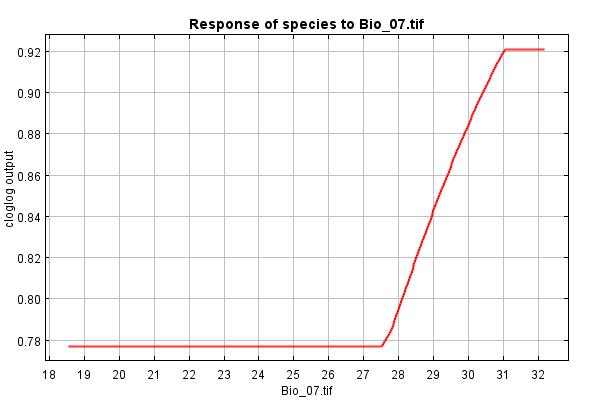 Response of species to Bio_07.tif
cloglog output
0.92
0.90
0.88
0.86
0.84
0.82
0.80
0.78
18 19 20 21 22 23 24 25 26 27 28 29 30 31 32
Bio_07.tif